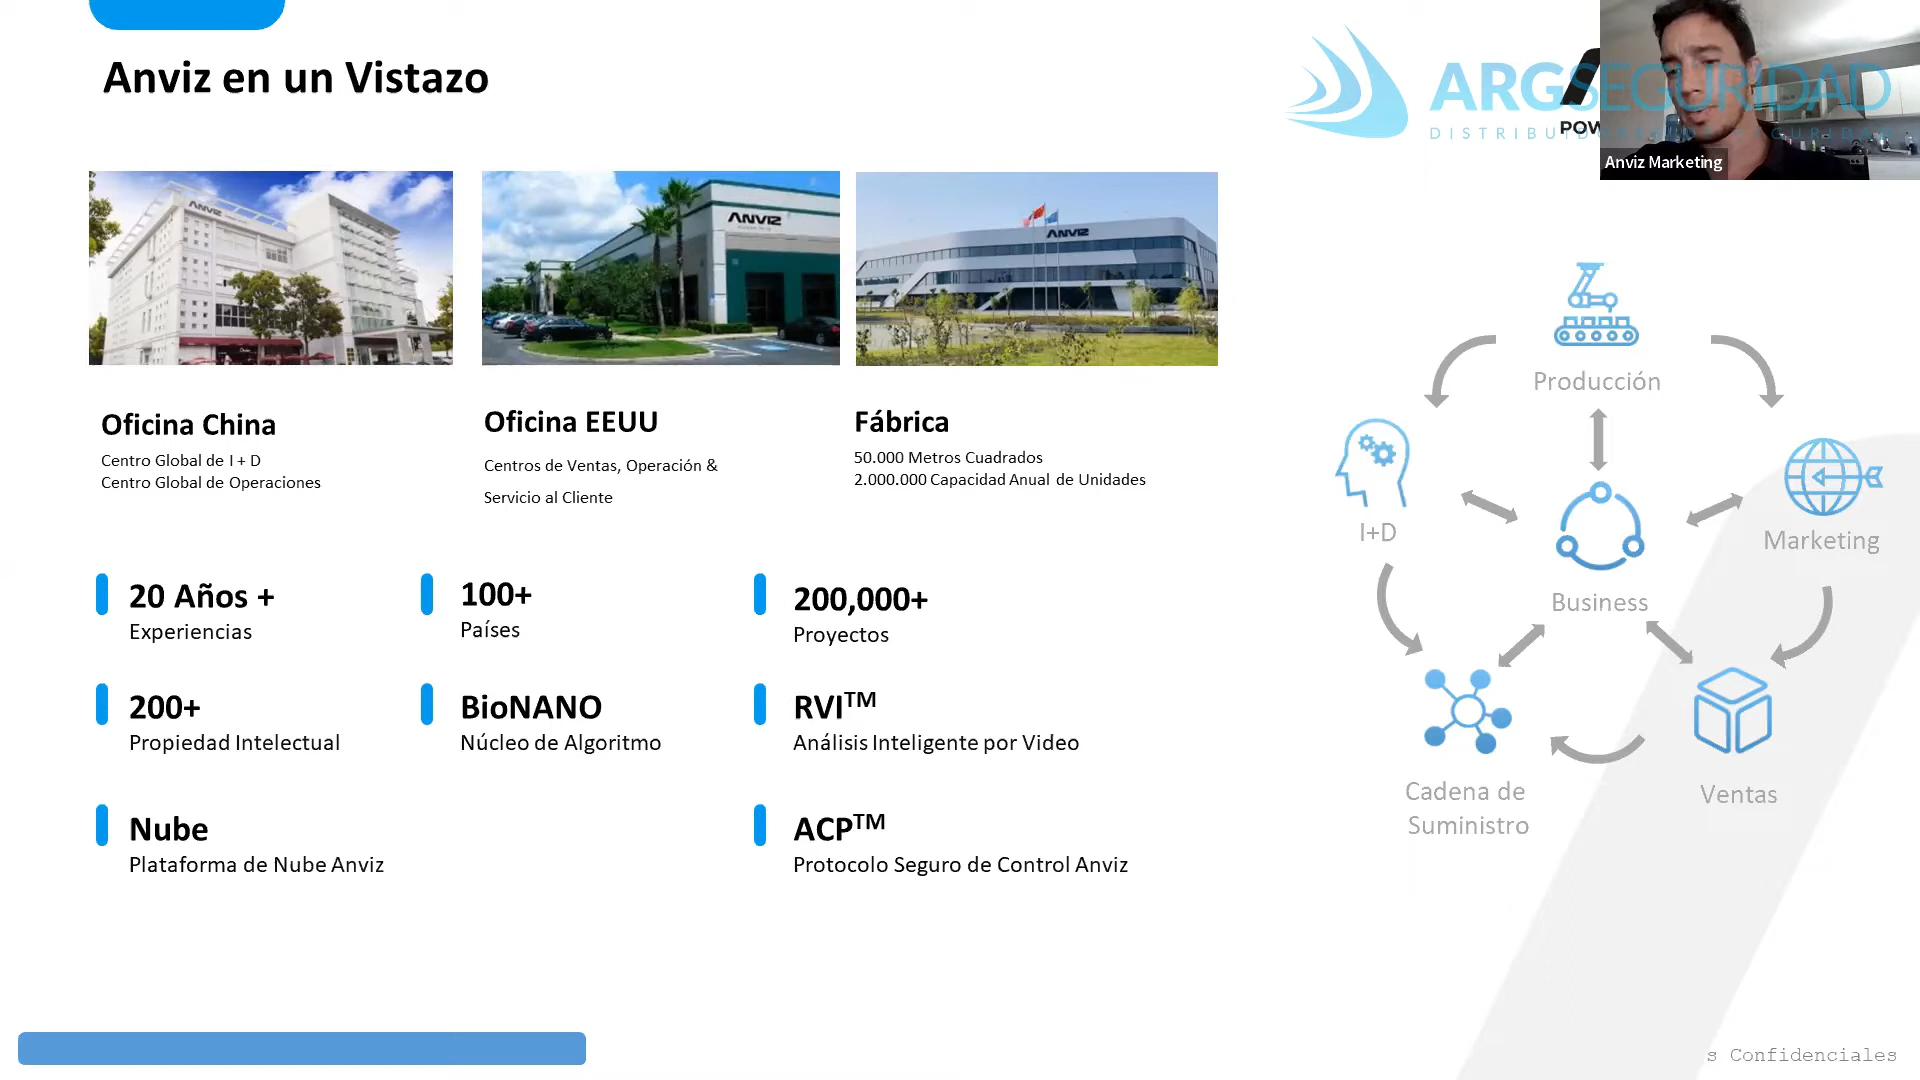 Anviz en un Vistazo
ARGSEGURIDAD
POW
Anviz Marketing
ANVIZ
ANVIZ
ANVIZ
Oficina China
Centro Global de I + D
Centro Global de Operaciones
Oficina EEUU
Centros de Ventas, Operación &
Servicio al Cliente
Fábrica
50.000 Metros Cuadrados
2.000.000 Capacidad Anual de Unidades
20 Años +
Experiencias
100+
Países
200,000+
Proyectos
200+
Propiedad Intelectual
BioNANO
Núcleo de Algoritmo
RVI™
Análisis Inteligente por Video
Nube
Plataforma de Nube Anviz
ACP™
Protocolo Seguro de Control Anviz
Producción
I+D
Marketing
Business
Cadena de
Suministro
Ventas
s Confidenciales